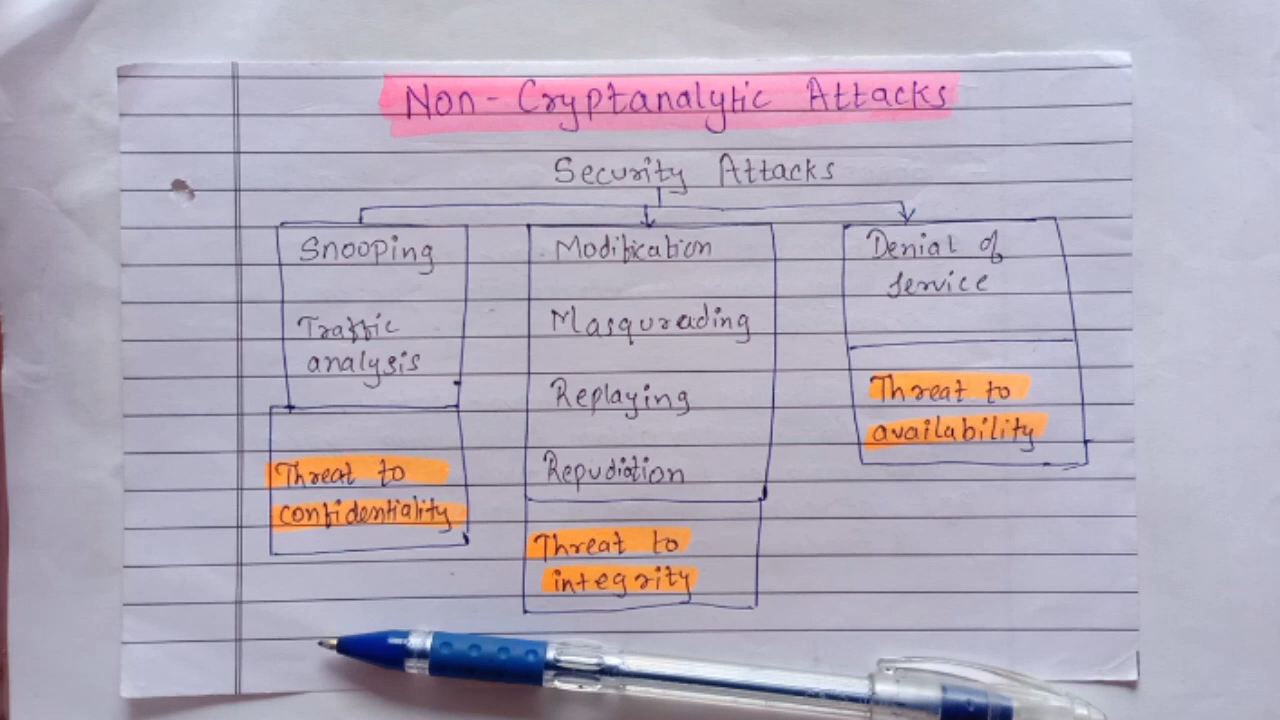 Non-Cryptanalytic Attacks
Security Attacks
Snooping
Traffic
analysis
Threat to
confidentiality
Modification
Masqurading
Replaying
Repudiation
Threat to
integrity
Denial of
service
Threat to
availability